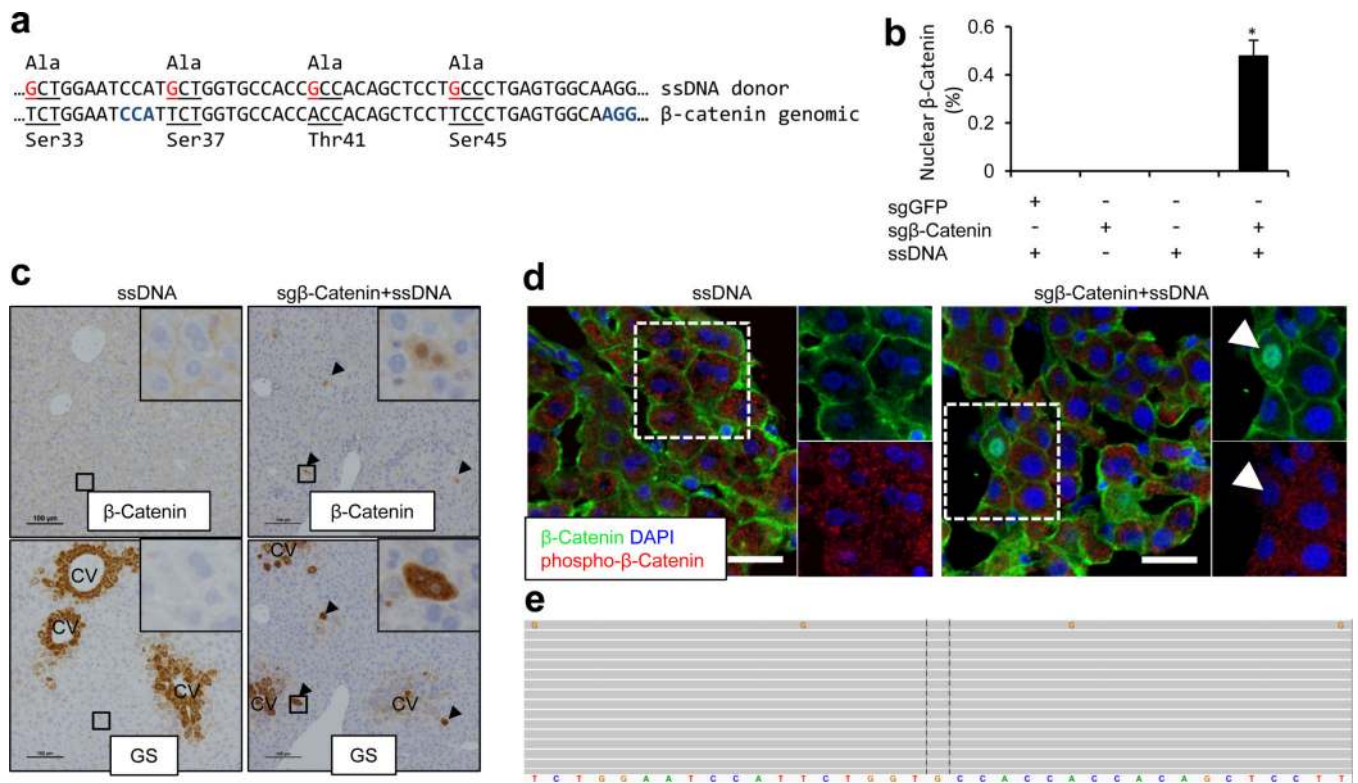 a
Ala Ala Ala Ala
…GCTGGAATCCATGCTGGTGCCACCGCCACAGCTCCTGCCCTGAGTGGCAAGG… ssDNA donor
…TCTGGAATCCATTCTGGTGCCACCACCACAGCTCCTTCCCTGAGTGGCAAGG… β-catenin genomic
Ser33 Ser37 Thr41 Ser45
b
Nuclear β-Catenin
(%)
0.6
0.4
0.2
0
*
sgGFP + - - -
sgβ-Catenin - + - +
ssDNA + - + +
c
ssDNA sgβ-Catenin+ssDNA
100 µm
β-Catenin β-Catenin
CV CV
CV
CV
CV
GS GS
d
ssDNA sgβ-Catenin+ssDNA
β-Catenin DAPI
phospho-β-Catenin
e
G G G G
T C T G G A A T C C A T T C T G G T G C C A C C A C C A C A G C T C C T T